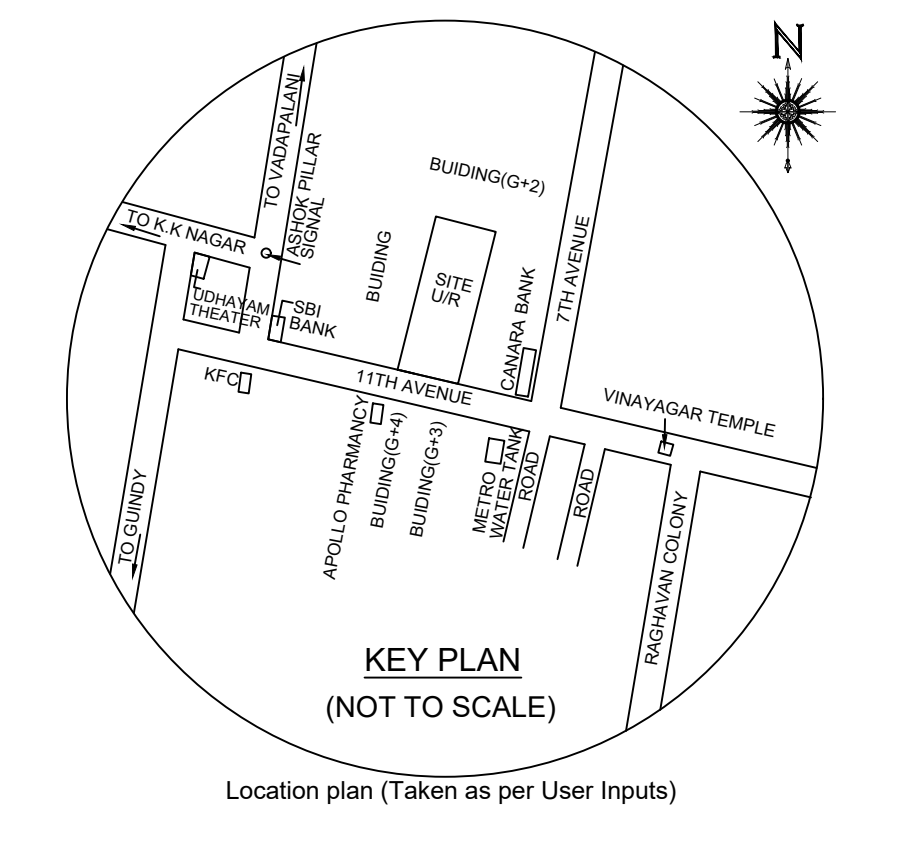 N
TO VADAPALANI
ASHOK PILLAR
SIGNAL
BUIDING(G+2)
TO K.K NAGAR
BUIDING
SITE
U/R
7TH AVENUE
CANARA BANK
UDHAYAM
THEATER
SBI
BANK
KFC
11TH AVENUE
VINAYAGAR TEMPLE
APOLLO PHARMANCY
BUIDING(G+4)
BUIDING(G+3)
METRO
WATER TANK
ROAD
ROAD
TO GUINDY
RAGHAVAN COLONY
KEY PLAN
(NOT TO SCALE)
Location plan (Taken as per User Inputs)